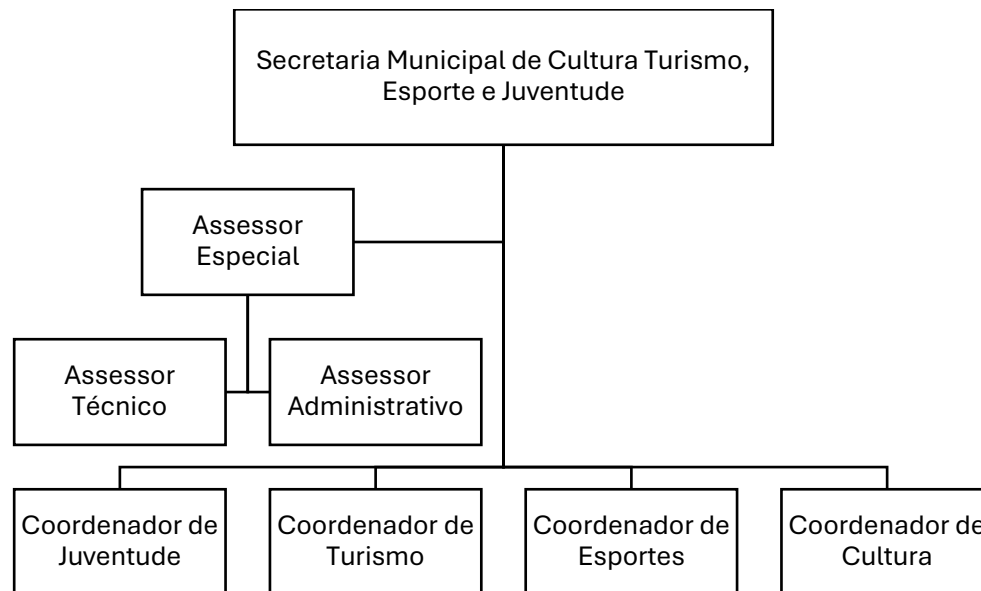 Secretaria Municipal de Cultura Turismo,
Esporte e Juventude
Assessor
Especial
Assessor
Técnico
Assessor
Administrativo
Coordenador de
Juventude
Coordenador de
Turismo
Coordenador de
Esportes
Coordenador de
Cultura